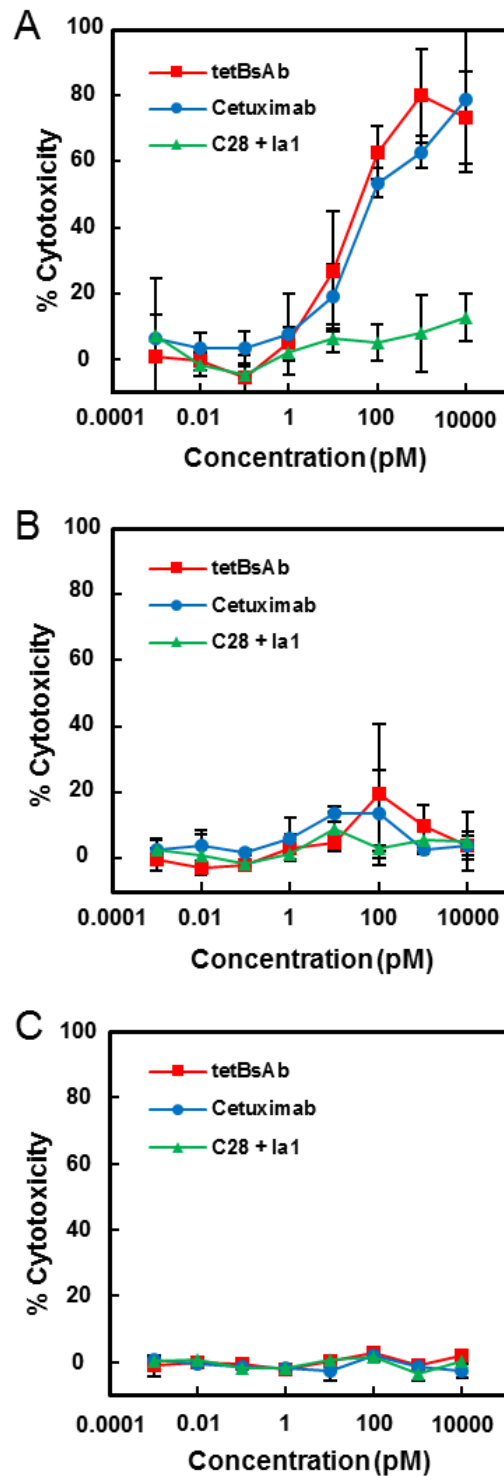 A
100
80
60
40
20
0
% Cytotoxicity
tetBsAb
Cetuximab
C28 + Ia1
0.0001 0.01 1 100 10000
Concentration (pM)
B
100
80
60
40
20
0
% Cytotoxicity
tetBsAb
Cetuximab
C28 + Ia1
0.0001 0.01 1 100 10000
Concentration (pM)
C
100
80
60
40
20
0
% Cytotoxicity
tetBsAb
Cetuximab
C28 + Ia1
0.0001 0.01 1 100 10000
Concentration (pM)